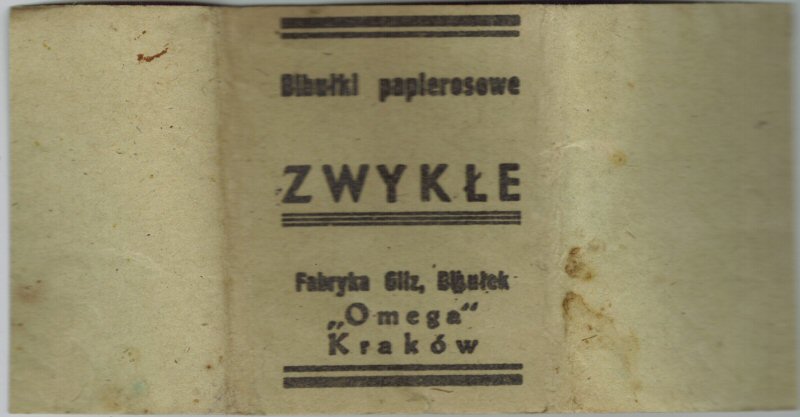 Bibułki papierosowe
ZWYKŁE
Fabryka Gilz, Bibułek
„Omega“
Kraków